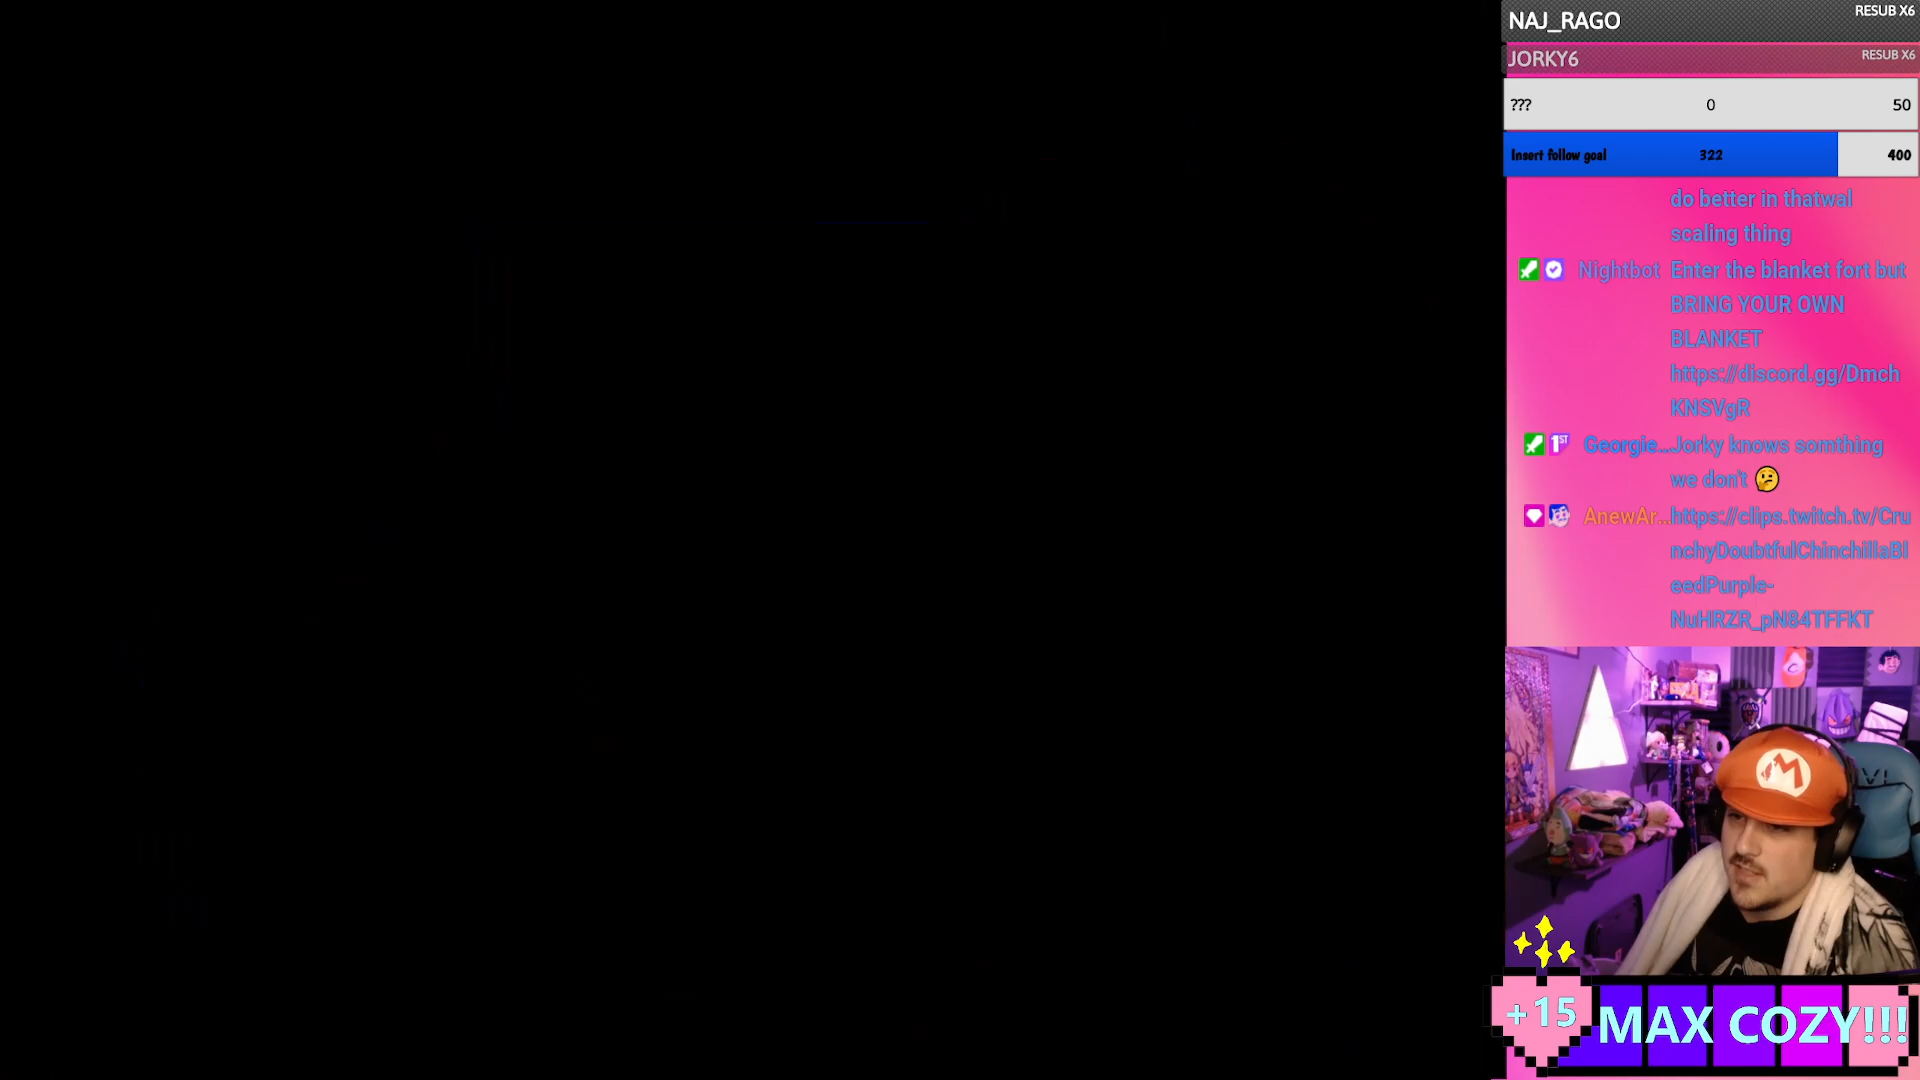 NAJ_RAGO RESUB X6
JORKY6 RESUB X6
??? 0 50
Insert follow goal 322 400
do better in thatwal
scaling thing
Nightbot Enter the blanket fort but
BRING YOUR OWN
BLANKET
https://discord.gg/Dmch
KNSVgR
Georgie... Jorky knows somthing
we don't 🤔
AnewAr... https://clips.twitch.tv/Cru
nchyDoubtfulChinchillaBl
eedPurple-
NuHRZR_pN84TFFKT
M
+15 MAX COZY!!!